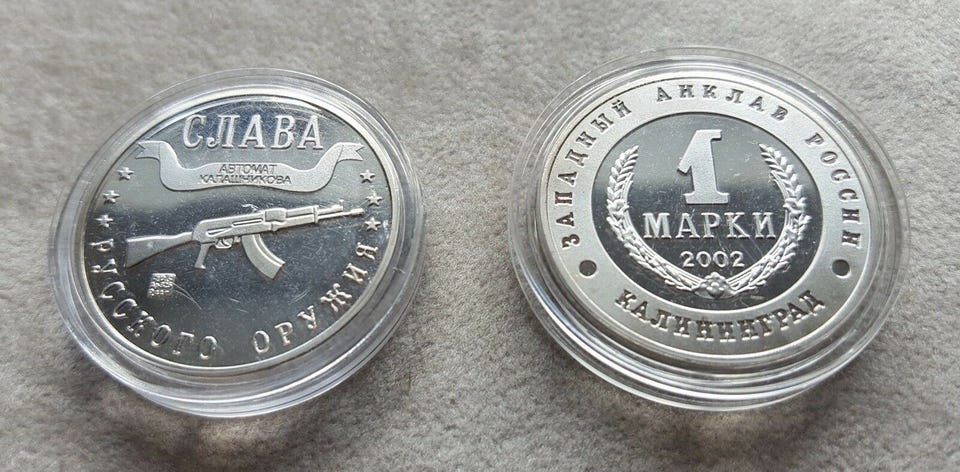 СЛАВА
АВТОМАТ
КАЛАШНИКОВА
РУССКОГО ОРУЖИЯ
ЗАПАДНЫЙ АНКЛАВ РОССИИ
1
МАРКИ
2002
КАЛИНИНГРАД